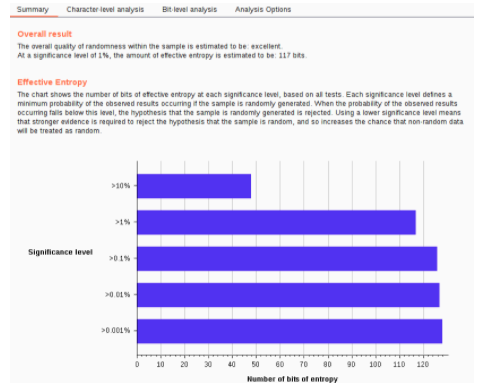 Summary Character-level analysis Bit-level analysis Analysis Options
Overall result
The overall quality of randomness within the sample is estimated to be: excellent.
At a significance level of 1%, the amount of effective entropy is estimated to be: 117 bits.
Effective Entropy
The chart shows the number of bits of effective entropy at each significance level, based on all tests. Each significance level defines a
minimum probability of the observed results occurring if the sample is randomly generated. When the probability of the observed results
occurring falls below this level, the hypothesis that the sample is randomly generated is rejected. Using a lower significance level means
that stronger evidence is required to reject the hypothesis that the sample is random, and so increases the chance that non-random data
will be treated as random.
>10%
>1%
Significance level
>0.1%
>0.01%
>0.001%
0 10 20 30 40 50 60 70 80 90 100 110 120
Number of bits of entropy